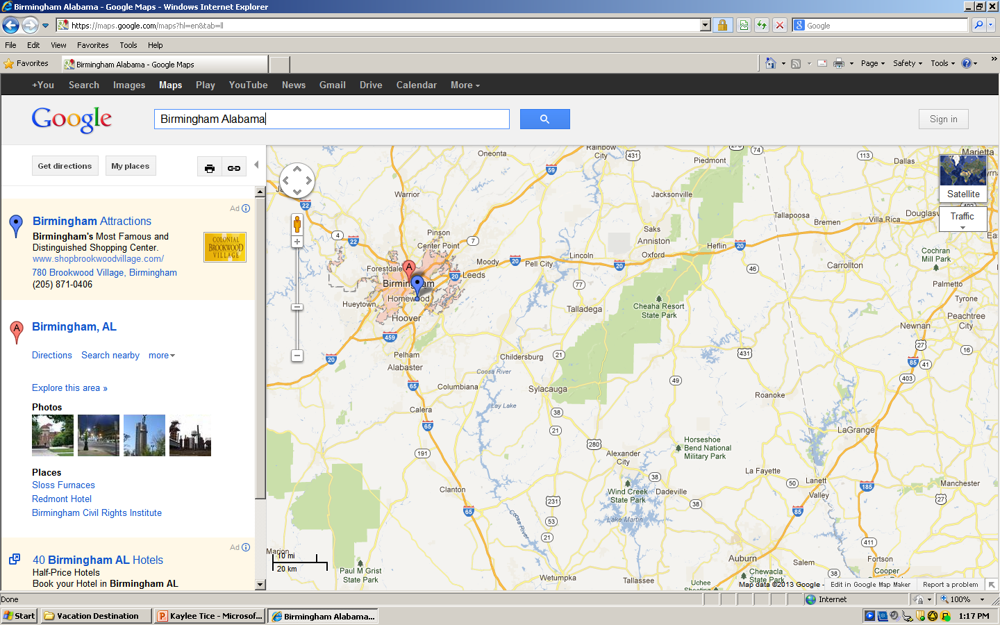 Birmingham Alabama - Google Maps - Windows Internet Explorer
https://maps.google.com/maps?hl=en&tab=ll
Google
File Edit View Favorites Tools Help
Favorites
Birmingham Alabama - Google Maps
Page Safety Tools
+You Search Images Maps Play YouTube News Gmail Drive Calendar More
Google
Birmingham Alabama
Sign in
Get directions
My places
Ad
Birmingham Attractions
Birmingham's Most Famous and
Distinguished Shopping Center.
www.shopbrookwoodvillage.com/
780 Brookwood Village, Birmingham
(205) 871-0406
COLONIAL
BROOKWOOD
VILLAGE
A
Birmingham, AL
Directions Search nearby more
Explore this area »
Photos
Places
Sloss Furnaces
Redmont Hotel
Birmingham Civil Rights Institute
Ad
40 Birmingham AL Hotels
Half-Price Hotels
Book your Hotel in Birmingham AL
Oneonta
Rainbow
City
431
278
74
Piedmont
113
Dallas
Marietta
59
Satellite
Traffic
Warrior
Jacksonville
22
Tallapoosa
Bremen
Villa Rica
Douglasville
4
22
Pinson
Center Point
7
Saks
Anniston
Oxford
Heflin
20
Cochran
Mill Park
Forestdale
A
Moody
20
Pell City
Lincoln
20
46
Carrollton
Birmingham
20
Leeds
77
Palmetto
Tyrone
Hueytown
Homewood
Hoover
Talladega
Cheaha Resort
State Park
Peachtree
City
Newnan
459
27
16
20
Pelham
Alabaster
Childersburg
21
431
85
41
Coosa River
65
Columbiana
Sylacauga
49
403
Lay Lake
Roanoke
Calera
38
65
21
LaGrange
280
Horseshoe
Bend National
Military Park
191
Alexander
City
38
La Fayette
50
Lanett
Valley
185
Manchester
Clanton
Wind Creek
State Park
Dadeville
231
38
27
65
53
Lake Martin
85
Coosa River
21
411
Marion
10 mi
20 km
Paul M Grist
State Park
Auburn
Salem
Fortson
Cooper
Wetumpka
Tallassee
Chewacla
State Park
38
Uchee
Map data ©2013 Google -
Edit in Google Map Maker
Report a problem
Done
Internet
100%
Start
Vacation Destination
Kaylee Tice - Microsof...
Birmingham Alabama...
1:17 PM